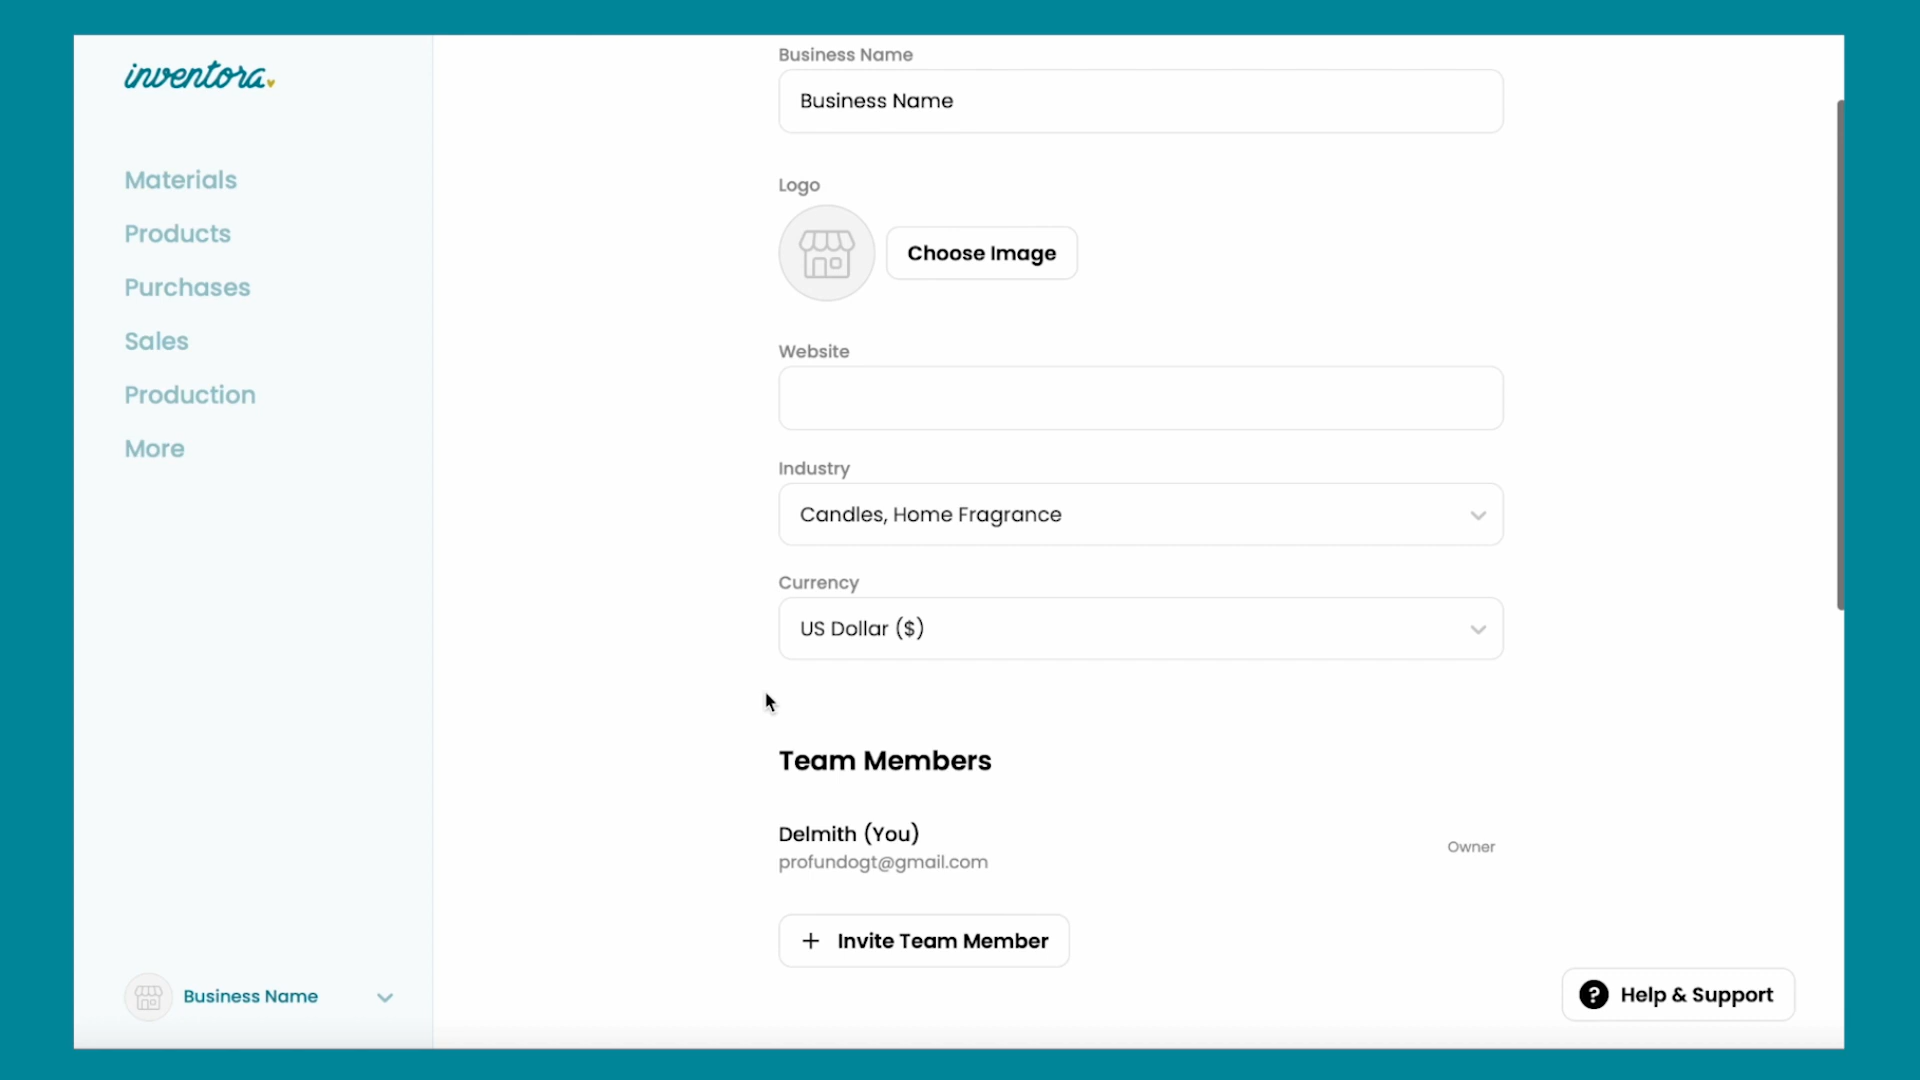 inventora
Materials
Products
Purchases
Sales
Production
More
Business Name
Business Name
Business Name
Logo
Choose Image
Website
Industry
Candles, Home Fragrance
Currency
US Dollar ($)
Team Members
Delmith (You)
profundogt@gmail.com
Owner
+ Invite Team Member
? Help & Support